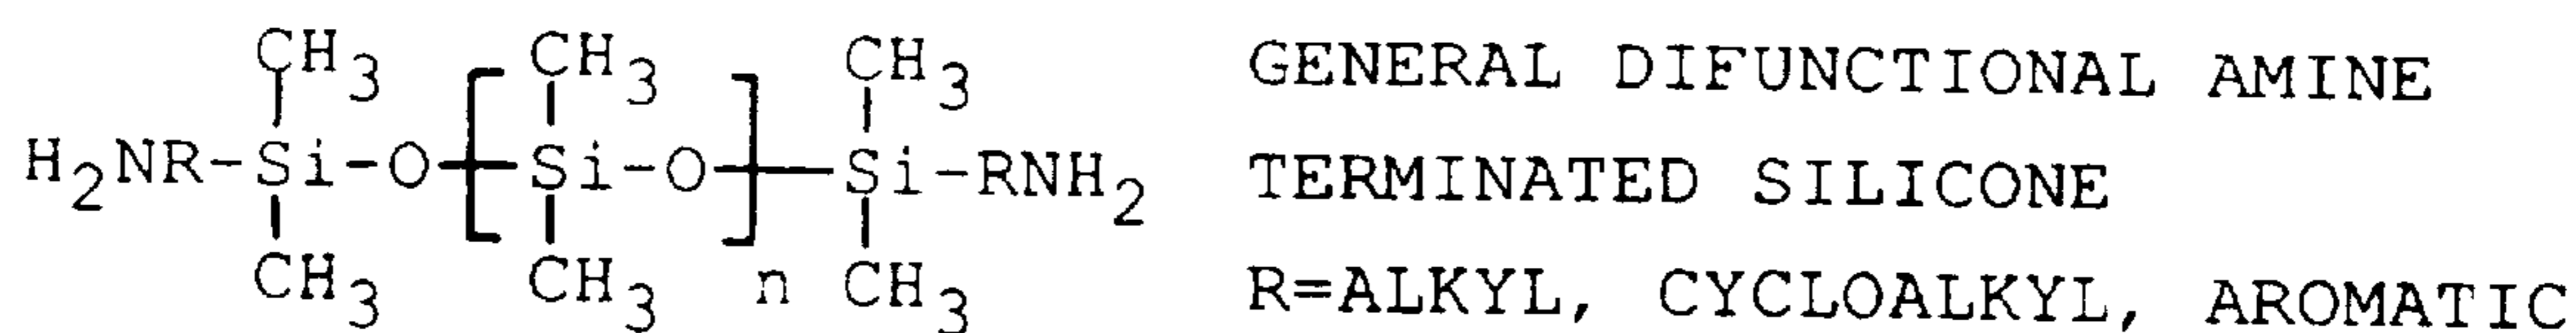 CH3 CH3 CH3 GENERAL DIFUNCTIONAL AMINE
H2NR-Si-O-[Si-O]-Si-RNH2 TERMINATED SILICONE
CH3 CH3 n CH3 R=ALKYL, CYCLOALKYL, AROMATIC